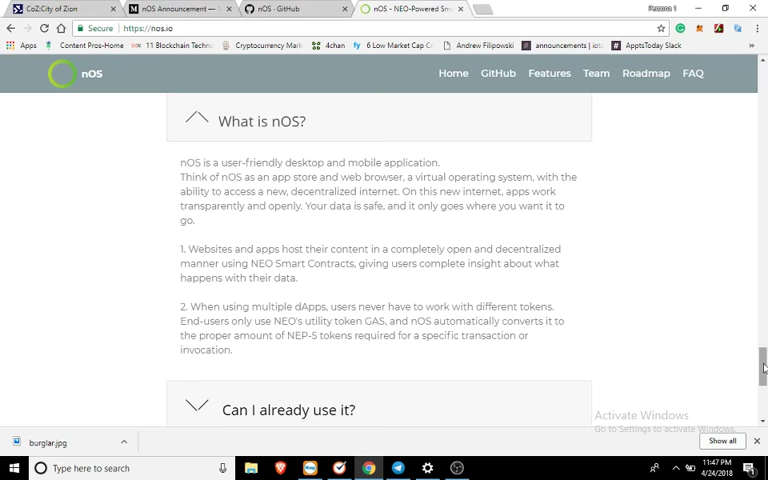 CoZ:City of Zion
nOS Announcement —
nOS · GitHub
nOS - NEO-Powered Sm
Secure
https://nos.io
Apps
Content Pros-Home
11 Blockchain Techno
Cryptocurrency Mark
4chan
6 Low Market Cap C
Andrew Filipowski
announcements | iot
ApptsToday Slack
nOS
Home
GitHub
Features
Team
Roadmap
FAQ
What is nOS?
nOS is a user-friendly desktop and mobile application.
Think of nOS as an app store and web browser, a virtual operating system, with the
ability to access a new, decentralized internet. On this new internet, apps work
transparently and openly. Your data is safe, and it only goes where you want it to
go.
1. Websites and apps host their content in a completely open and decentralized
manner using NEO Smart Contracts, giving users complete insight about what
happens with their data.
2. When using multiple dApps, users never have to work with different tokens.
End-users only use NEO's utility token GAS, and nOS automatically converts it to
the proper amount of NEP-5 tokens required for a specific transaction or
invocation.
Can I already use it?
Activate Windows
Go to Settings to activate Windows.
burglar.jpg
Show all
Type here to search
11:47 PM
4/24/2018